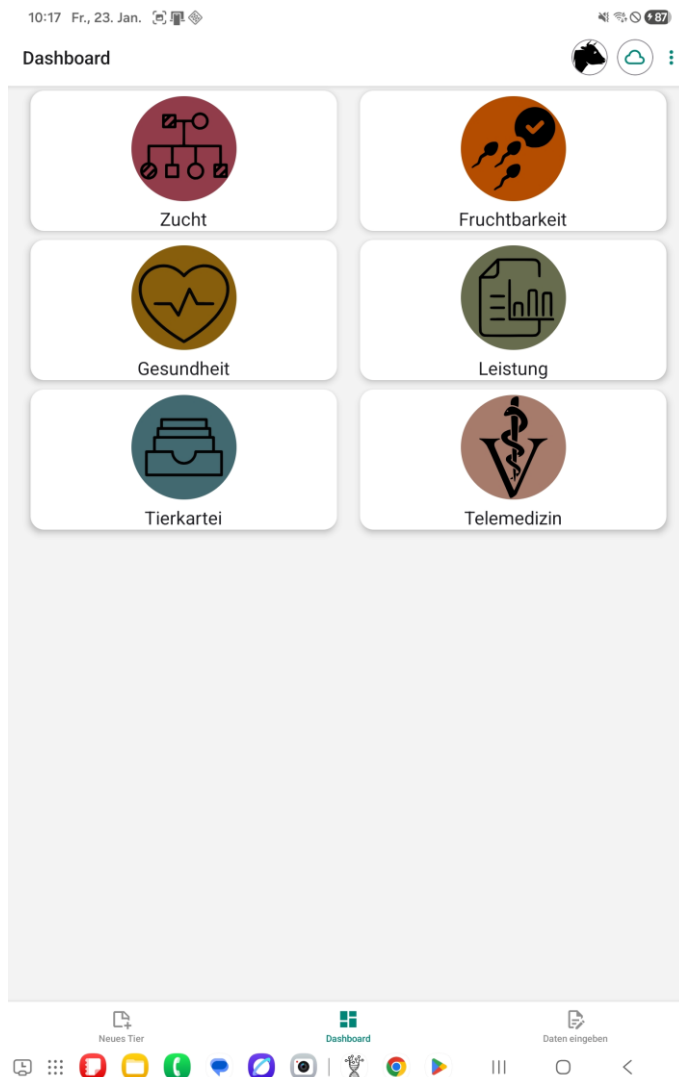 10:17 Fr., 23. Jan.
87
Dashboard
Zucht
Fruchtbarkeit
Gesundheit
Leistung
Tierkartei
V
Telemedizin
Neues Tier
Dashboard
Daten eingeben